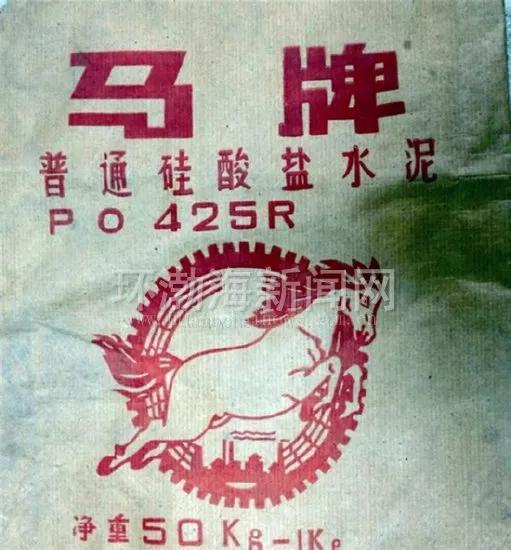 马牌
普通硅酸盐水泥
PO 425R
环渤海新闻网
净重50Kg-1Kg